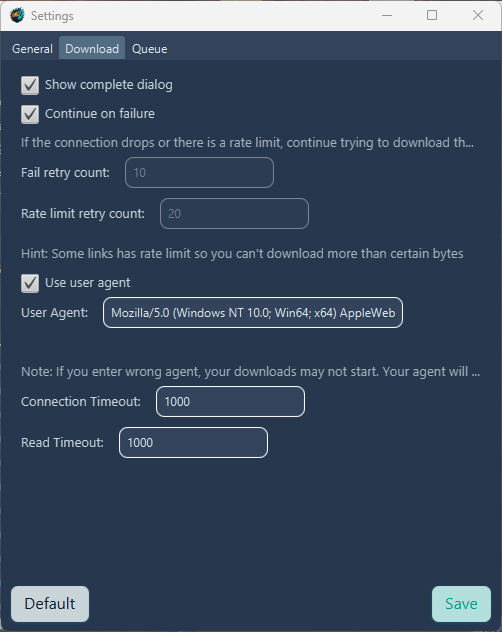 Settings
General Download Queue
Show complete dialog
Continue on failure
If the connection drops or there is a rate limit, continue trying to download th...
Fail retry count: 10
Rate limit retry count: 20
Hint: Some links has rate limit so you can't download more than certain bytes
Use user agent
User Agent: Mozilla/5.0 (Windows NT 10.0; Win64; x64) AppleWeb
Note: If you enter wrong agent, your downloads may not start. Your agent will ...
Connection Timeout: 1000
Read Timeout: 1000
Default Save